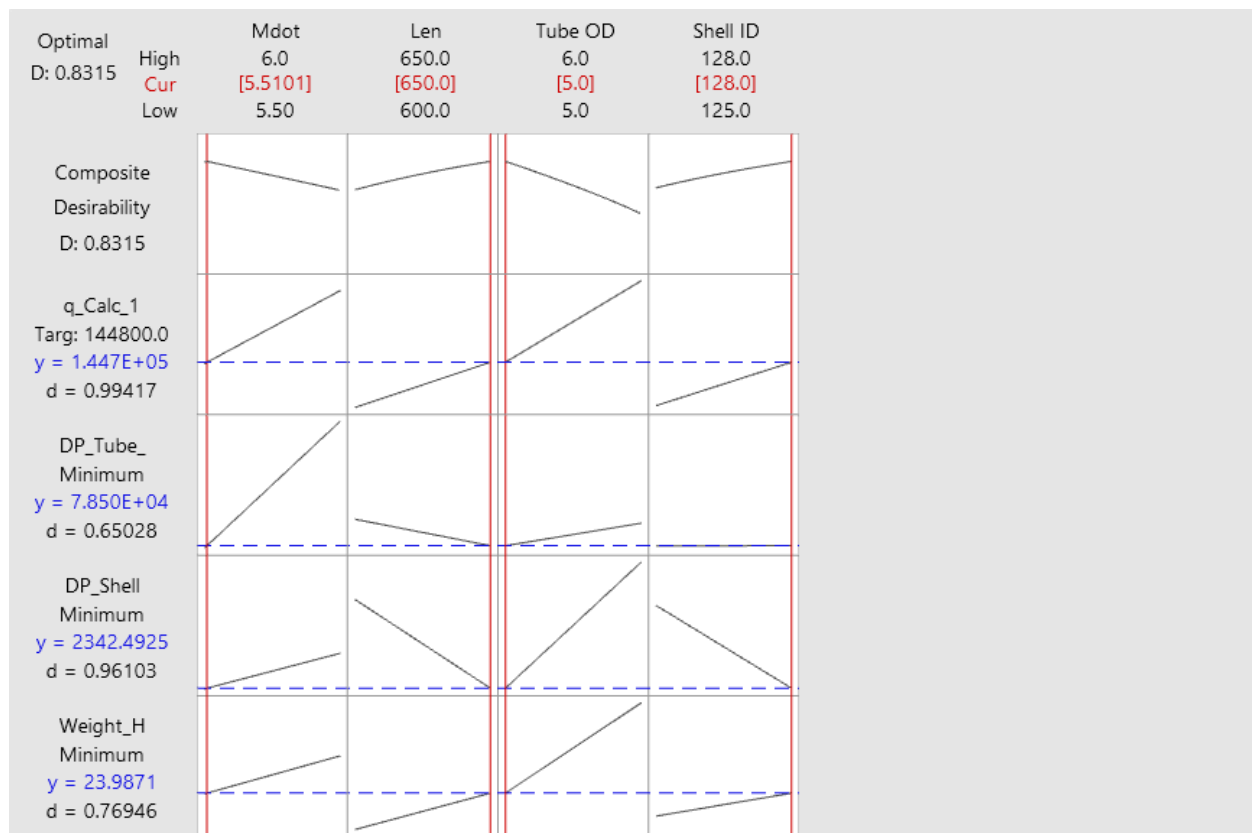 Optimal
D: 0.8315
High
Cur
Low
Mdot
6.0
[5.5101]
5.50
Len
650.0
[650.0]
600.0
Tube OD
6.0
[5.0]
5.0
Shell ID
128.0
[128.0]
125.0
Composite
Desirability
D: 0.8315
q_Calc_1
Targ: 144800.0
y = 1.447E+05
d = 0.99417
DP_Tube_
Minimum
y = 7.850E+04
d = 0.65028
DP_Shell
Minimum
y = 2342.4925
d = 0.96103
Weight_H
Minimum
y = 23.9871
d = 0.76946